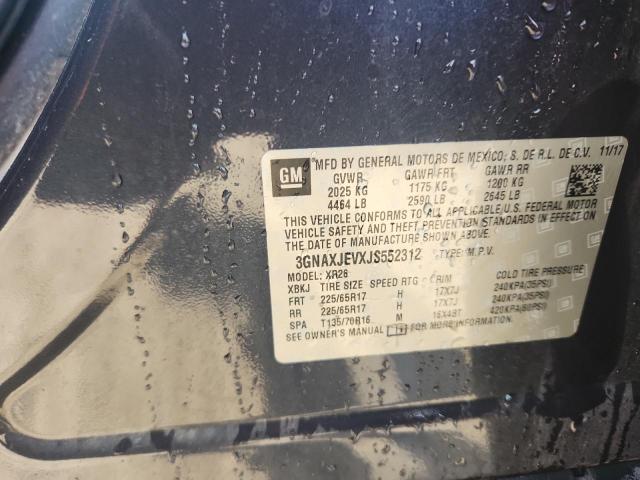 GM MFD BY GENERAL MOTORS DE MEXICO, S. DE R.L. DE C.V. 11/17
GVWR GAWR FRT GAWR RR
2025 KG 1175 KG 1200 KG
4464 LB 2590 LB 2645 LB
THIS VEHICLE CONFORMS TO ALL APPLICABLE/U.S. FEDERAL MOTOR
VEHICLE SAFETY AND THEFT PREVENTION STANDARDS IN EFFECT ON
DATE OF MANUFACTURE SHOWN ABOVE.
3GNAXJEVXJS552312 TYPE: M.P.V.
MODEL: XR26
XBKJ TIRE SIZE SPEED RTG RIM COLD TIRE PRESSURE
FRT 225/65R17 H 17X7J 240KPA(35PSI)
RR 225/65R17 H 17X7J 240KPA(35PSI)
SPA T135/70R16 M 16X4BT 420KPA(60PSI)
SEE OWNER'S MANUAL FOR MORE INFORMATION.